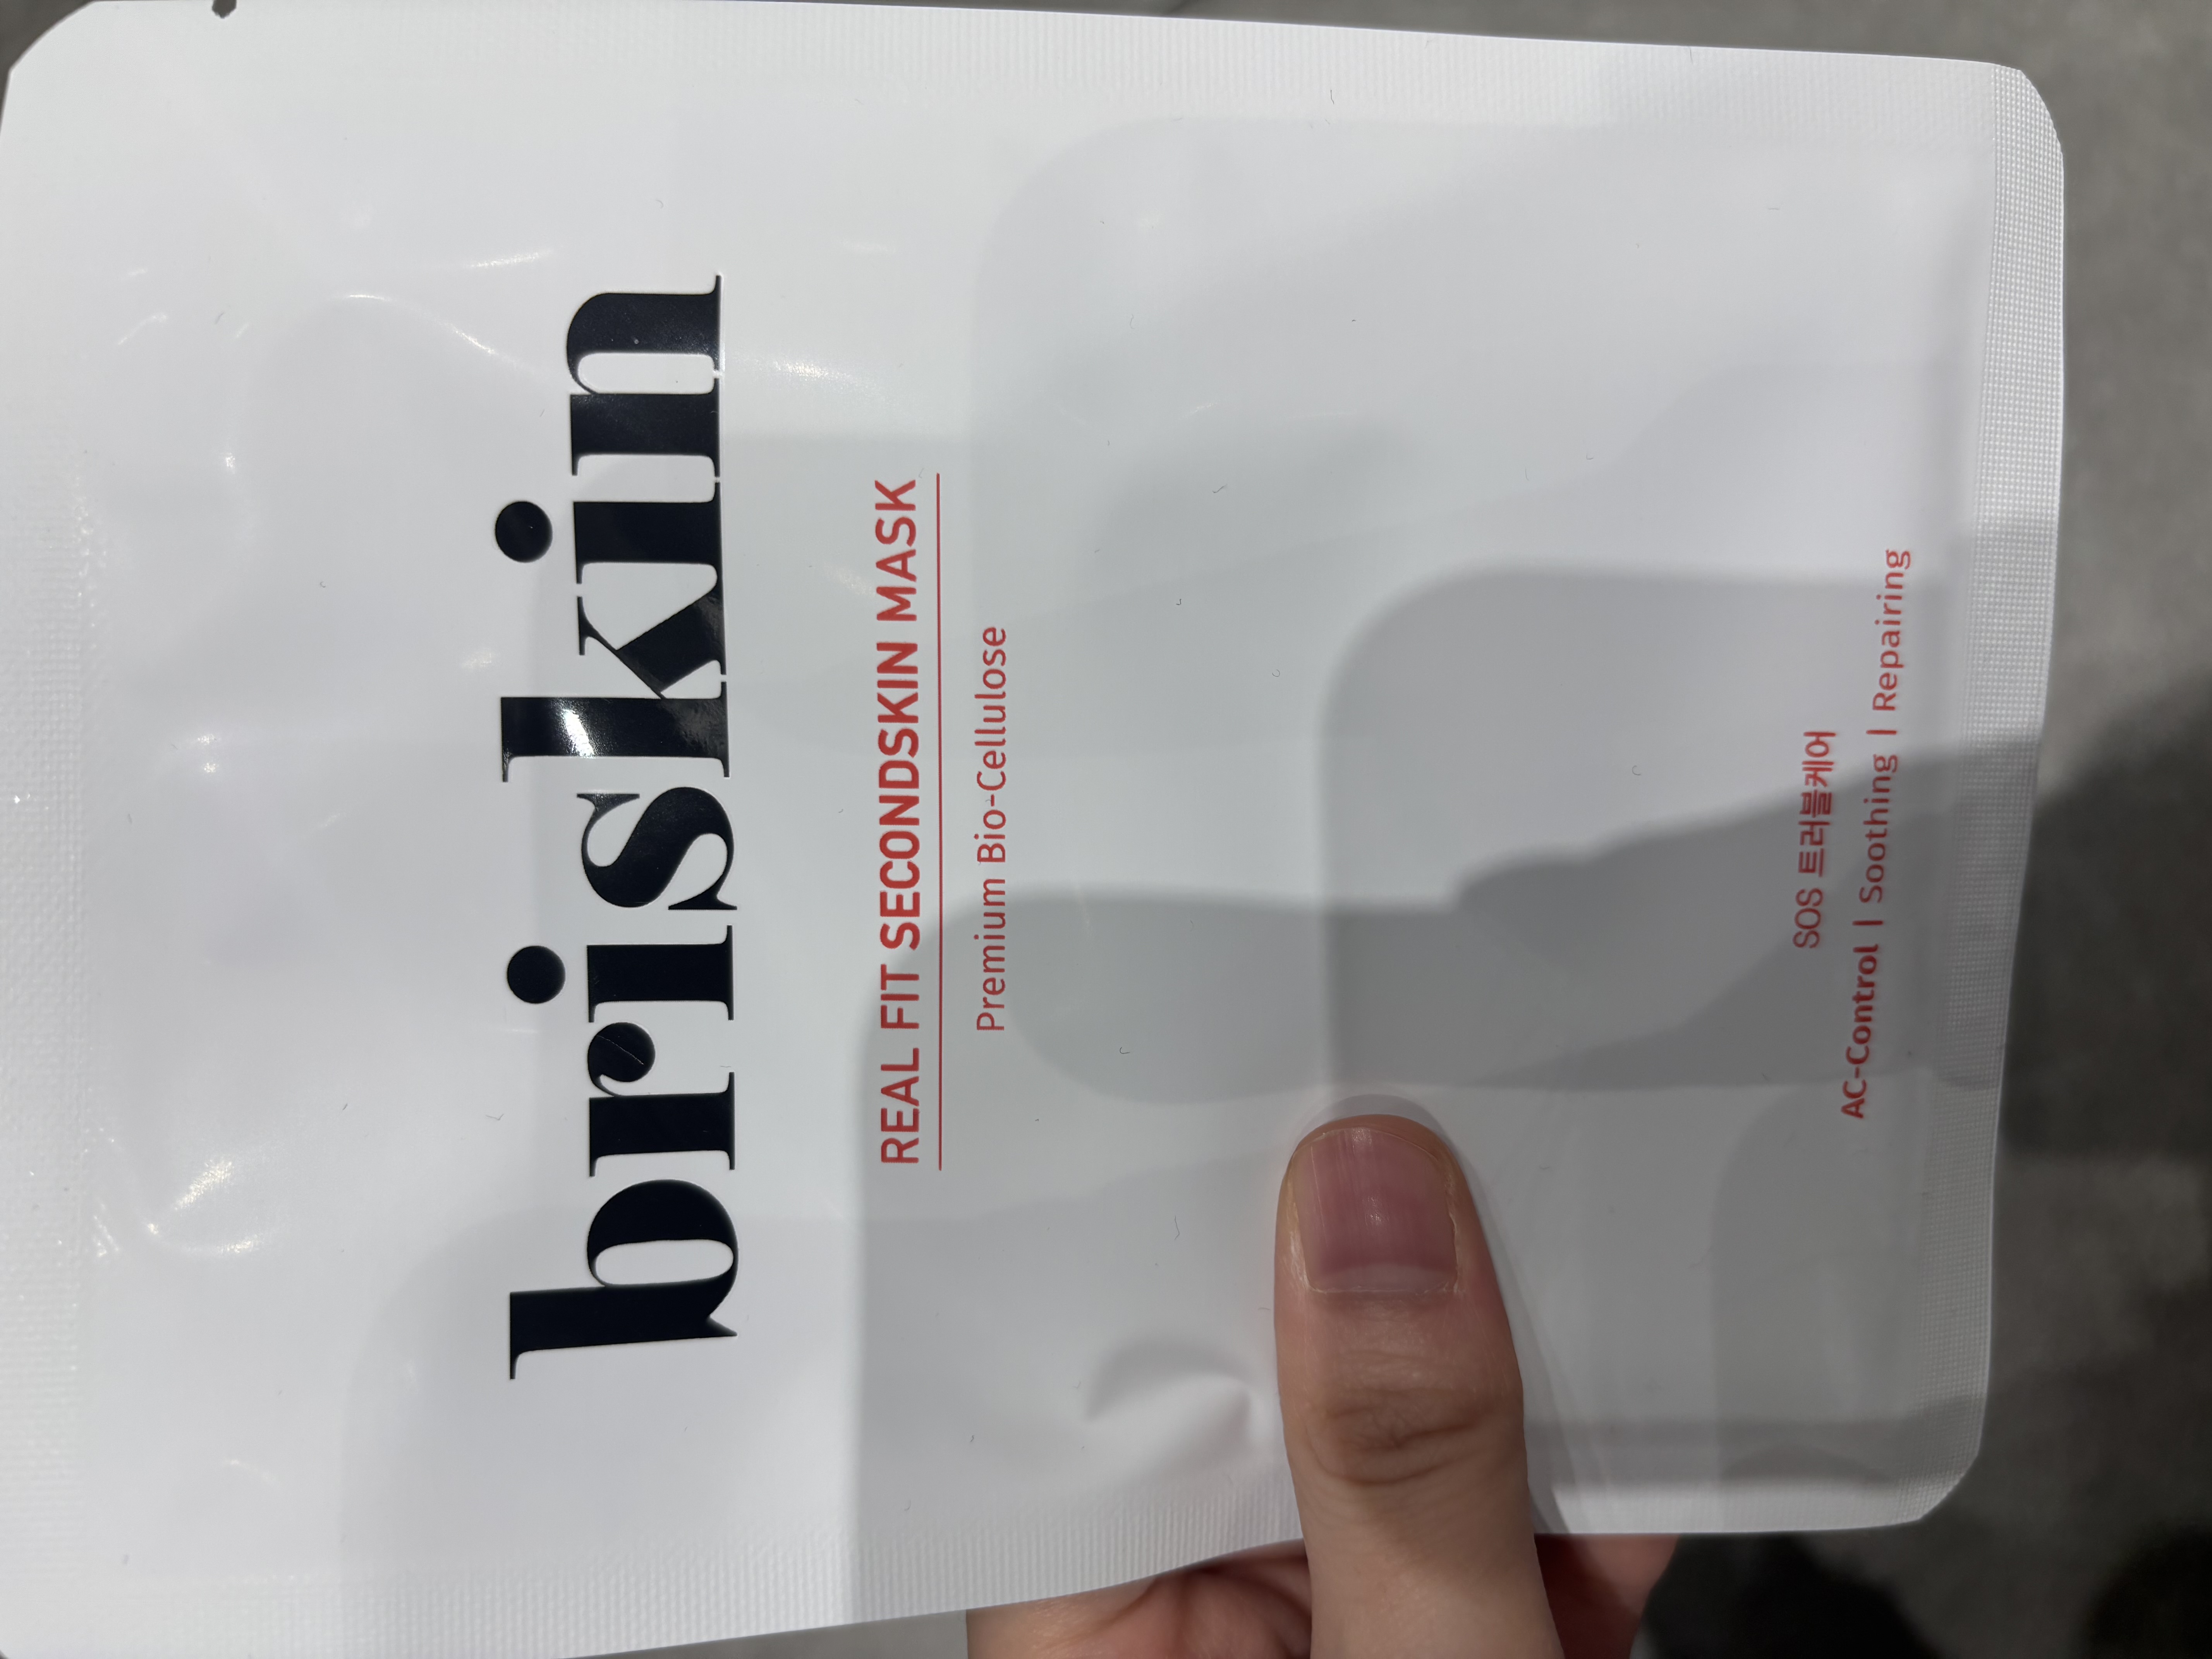 briskin
REAL FIT SECONDSKIN MASK
Premium Bio-Cellulose
SOS 트러블케어
AC-Control | Soothing | Repairing